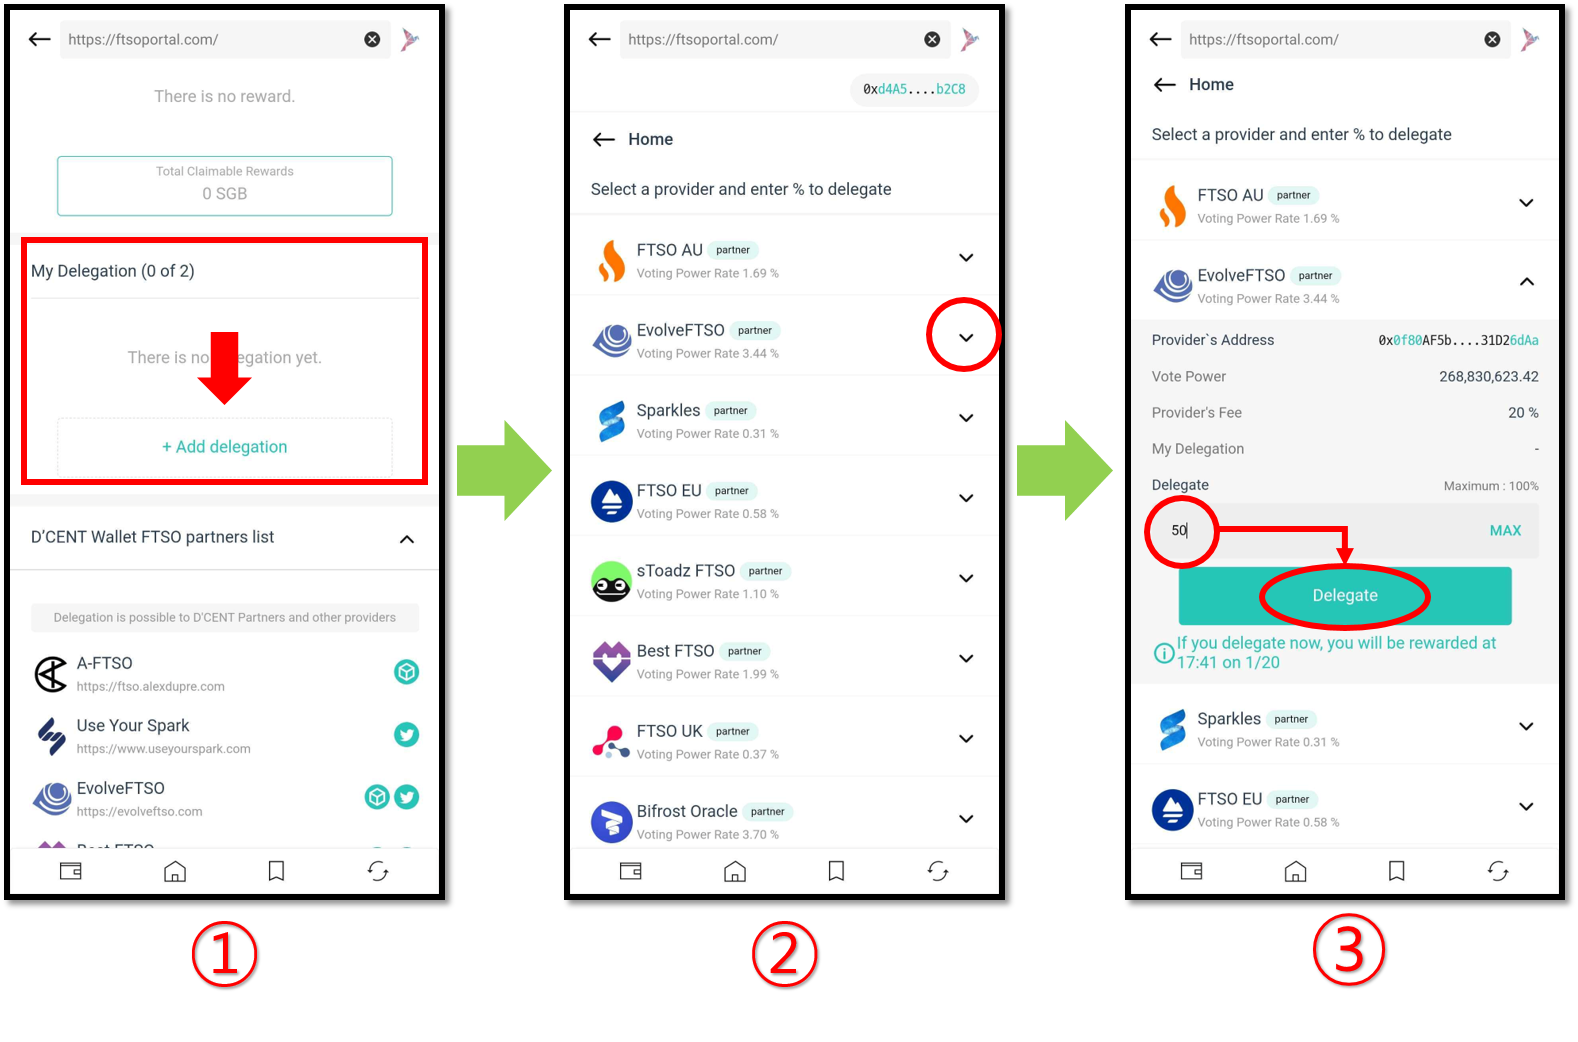 https://ftsoportal.com/
There is no reward.
Total Claimable Rewards
0 SGB
My Delegation (0 of 2)
There is no egation yet.
+ Add delegation
D'CENT Wallet FTSO partners list
Delegation is possible to D'CENT Partners and other providers
A-FTSO
https://ftso.alexdupre.com
Use Your Spark
https://www.useyourspark.com
EvolveFTSO
https://evolveftso.com
①
https://ftsoportal.com/
0xd4A5....b2C8
Home
Select a provider and enter % to delegate
FTSO AU partner
Voting Power Rate 1.69 %
EvolveFTSO partner
Voting Power Rate 3.44 %
Sparkles partner
Voting Power Rate 0.31 %
FTSO EU partner
Voting Power Rate 0.58 %
sToadz FTSO partner
Voting Power Rate 1.10 %
Best FTSO partner
Voting Power Rate 1.99 %
FTSO UK partner
Voting Power Rate 0.37 %
Bifrost Oracle partner
Voting Power Rate 3.70 %
②
https://ftsoportal.com/
Home
Select a provider and enter % to delegate
FTSO AU partner
Voting Power Rate 1.69 %
EvolveFTSO partner
Voting Power Rate 3.44 %
Provider`s Address 0x0f80AF5b....31D26dAa
Vote Power 268,830,623.42
Provider's Fee 20 %
My Delegation -
Delegate Maximum : 100%
50 MAX
Delegate
If you delegate now, you will be rewarded at
17:41 on 1/20
Sparkles partner
Voting Power Rate 0.31 %
FTSO EU partner
Voting Power Rate 0.58 %
③